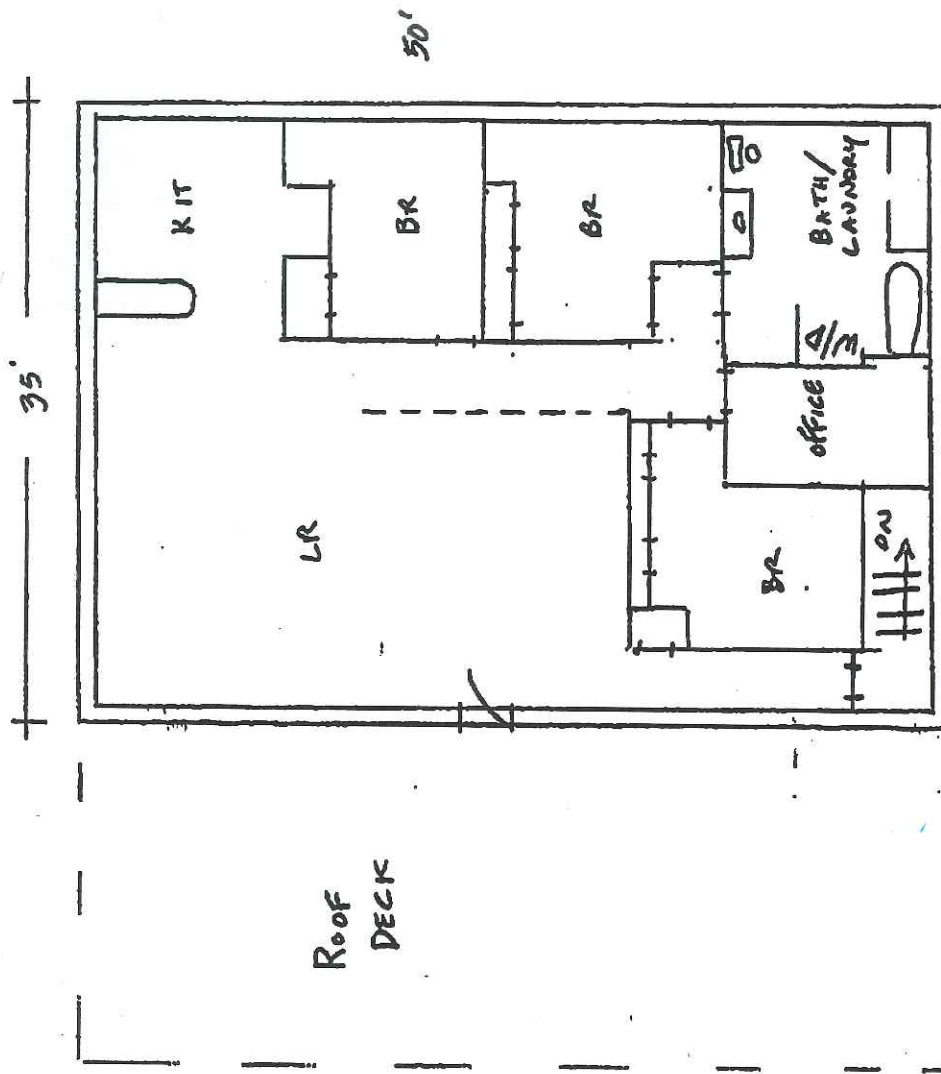 35'
50'
KIT
BR
BR
BATH/
LAUNDRY
LR
OFFICE
BR
DN
ROOF
DECK